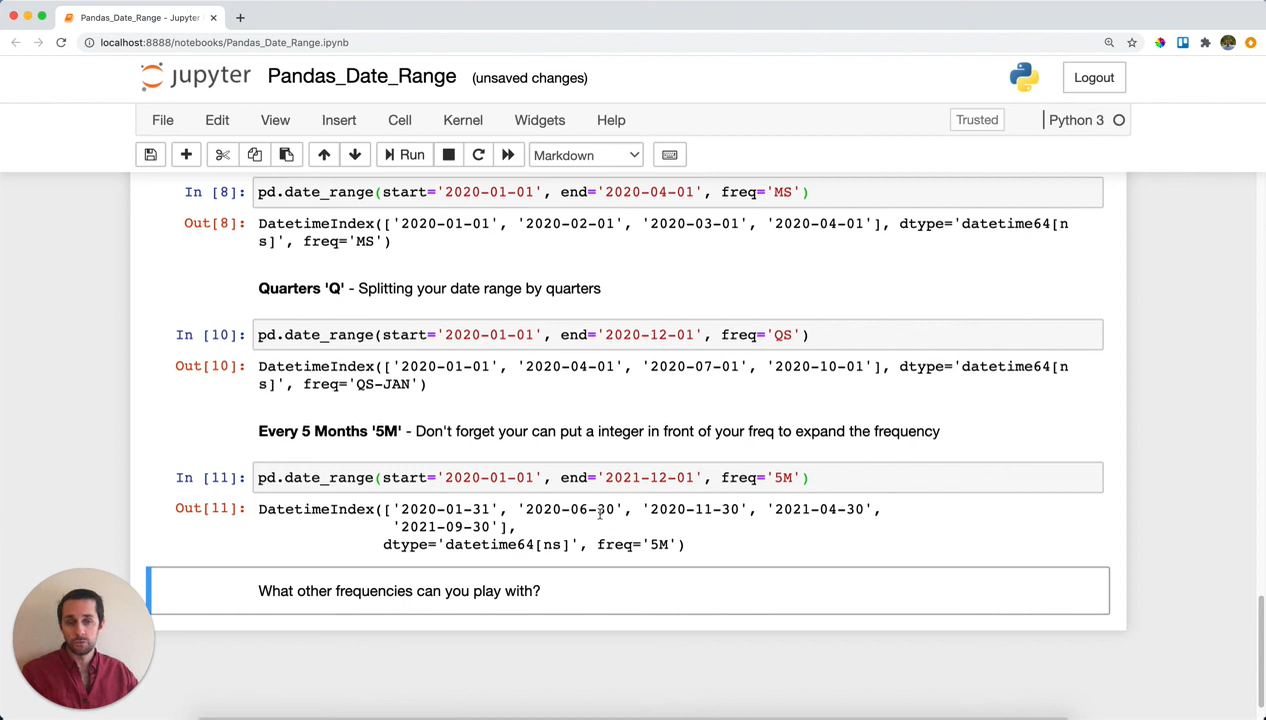 Pandas_Date_Range - Jupyter
localhost:8888/notebooks/Pandas_Date_Range.ipynb
jupyter Pandas_Date_Range (unsaved changes) Logout
File Edit View Insert Cell Kernel Widgets Help Trusted Python 3
Run Markdown
In [8]: pd.date_range(start='2020-01-01', end='2020-04-01', freq='MS')
Out[8]: DatetimeIndex(['2020-01-01', '2020-02-01', '2020-03-01', '2020-04-01'], dtype='datetime64[n
s]', freq='MS')
Quarters 'Q' - Splitting your date range by quarters
In [10]: pd.date_range(start='2020-01-01', end='2020-12-01', freq='QS')
Out[10]: DatetimeIndex(['2020-01-01', '2020-04-01', '2020-07-01', '2020-10-01'], dtype='datetime64[n
s]', freq='QS-JAN')
Every 5 Months '5M' - Don't forget your can put a integer in front of your freq to expand the frequency
In [11]: pd.date_range(start='2020-01-01', end='2021-12-01', freq='5M')
Out[11]: DatetimeIndex(['2020-01-31', '2020-06-30', '2020-11-30', '2021-04-30',
'2021-09-30'],
dtype='datetime64[ns]', freq='5M')
What other frequencies can you play with?